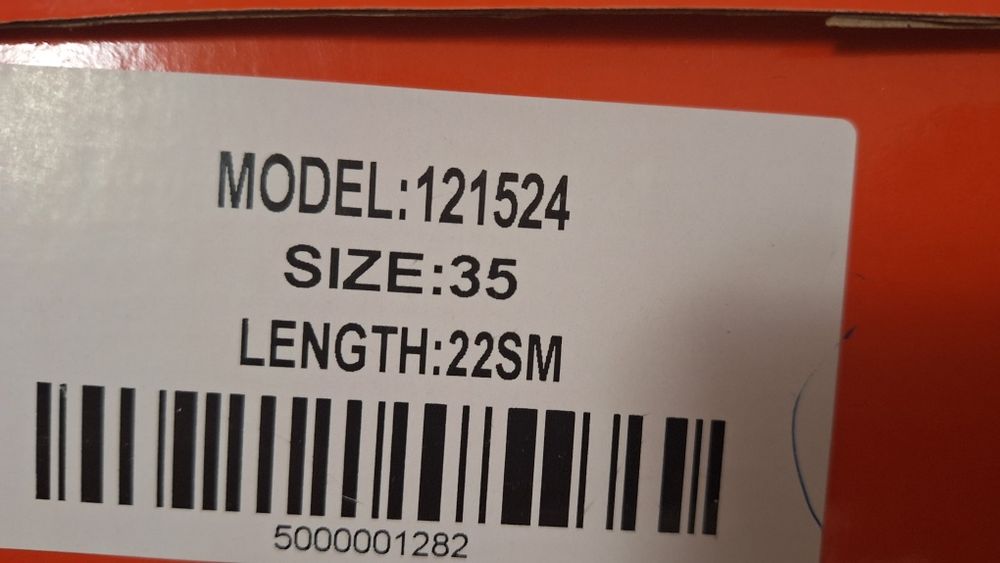 MODEL:121524
SIZE:35
LENGTH:22SM
5000001282